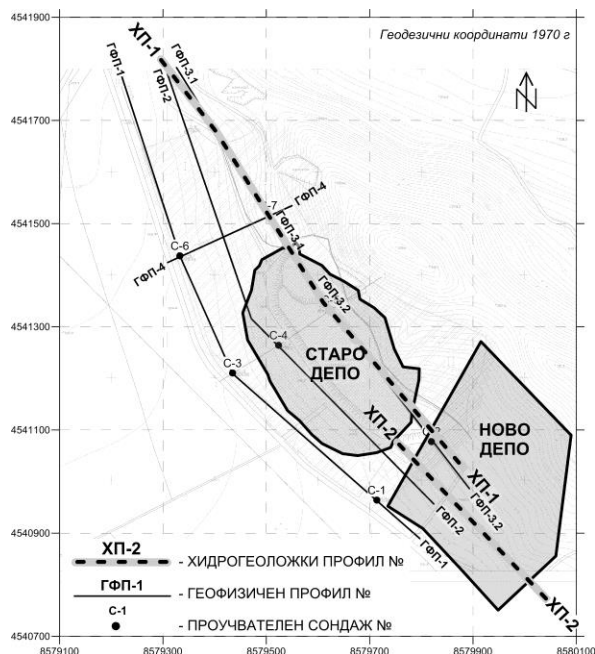 4541900
Геодезични координати 1970 г
ХП-1
ГФП-1
ГФП-2
ГФП-3.1
N
4541700
-7
ГФП-4
4541500
ГФП-3.1
С-6
ГФП-4
ГФП-3.2
4541300
С-4
СТАРО
ДЕПО
С-3
ХП-2
НОВО
ДЕПО
4541100
ХП-1
С-1
ГФП-2
ГФП-3.2
4540900
ГФП-1
ХП-2 - ХИДРОГЕОЛОЖКИ ПРОФИЛ №
ГФП-1 - ГЕОФИЗИЧЕН ПРОФИЛ №
С-1
- ПРОУЧВАТЕЛЕН СОНДАЖ №
ХП-2
4540700
8579100 8579300 8579500 8579700 8579900 8580100